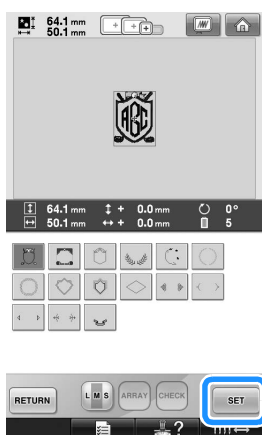 64.1 mm
50.1 mm
ABC
64.1 mm + 0.0 mm 0°
50.1 mm + 0.0 mm 5
RETURN L M S ARRAY CHECK SET
?